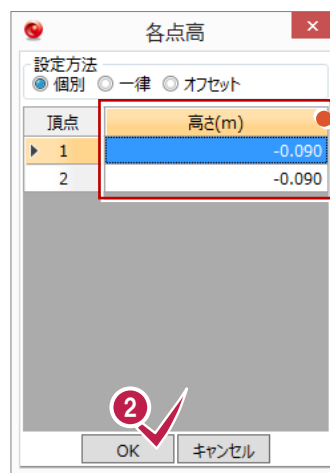 各点高
設定方法
個別 一律 オフセット
頂点 高さ(m)
1 -0.090
2 -0.090
2
OK キャンセル